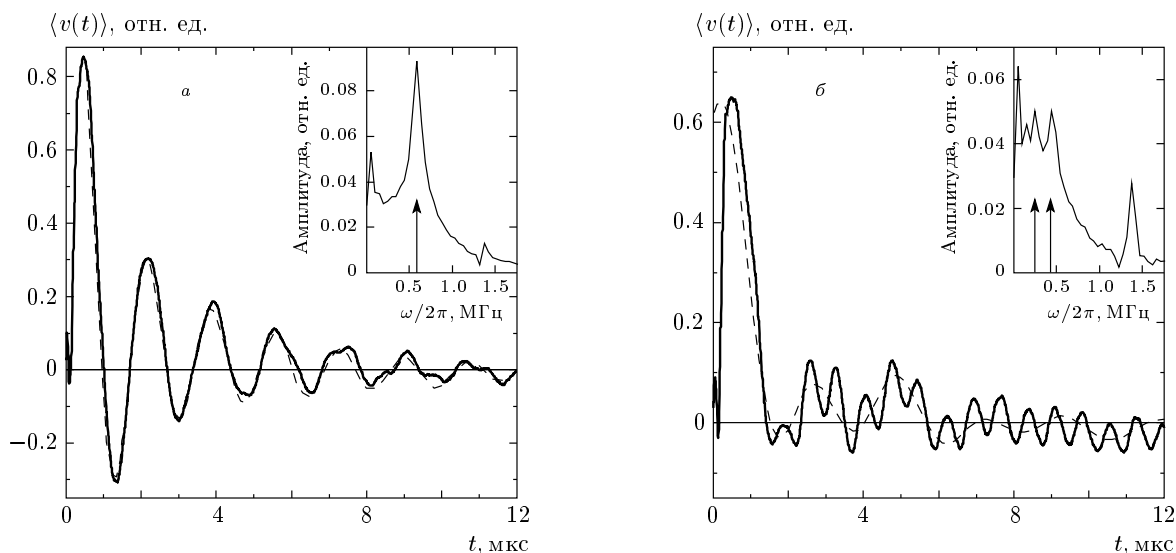 ⟨v(t)⟩, отн. ед.
0.8
0.6
0.4
0.2
0
−0.2
0 4 8 12
t, мкс
а
Амплитуда, отн. ед.
0.08
0.06
0.04
0.02
0
0.5 1.0 1.5
ω/2π, МГц
⟨v(t)⟩, отн. ед.
0.6
0.4
0.2
0
0 4 8 12
t, мкс
б
Амплитуда, отн. ед.
0.06
0.04
0.02
0
0.5 1.0 1.5
ω/2π, МГц